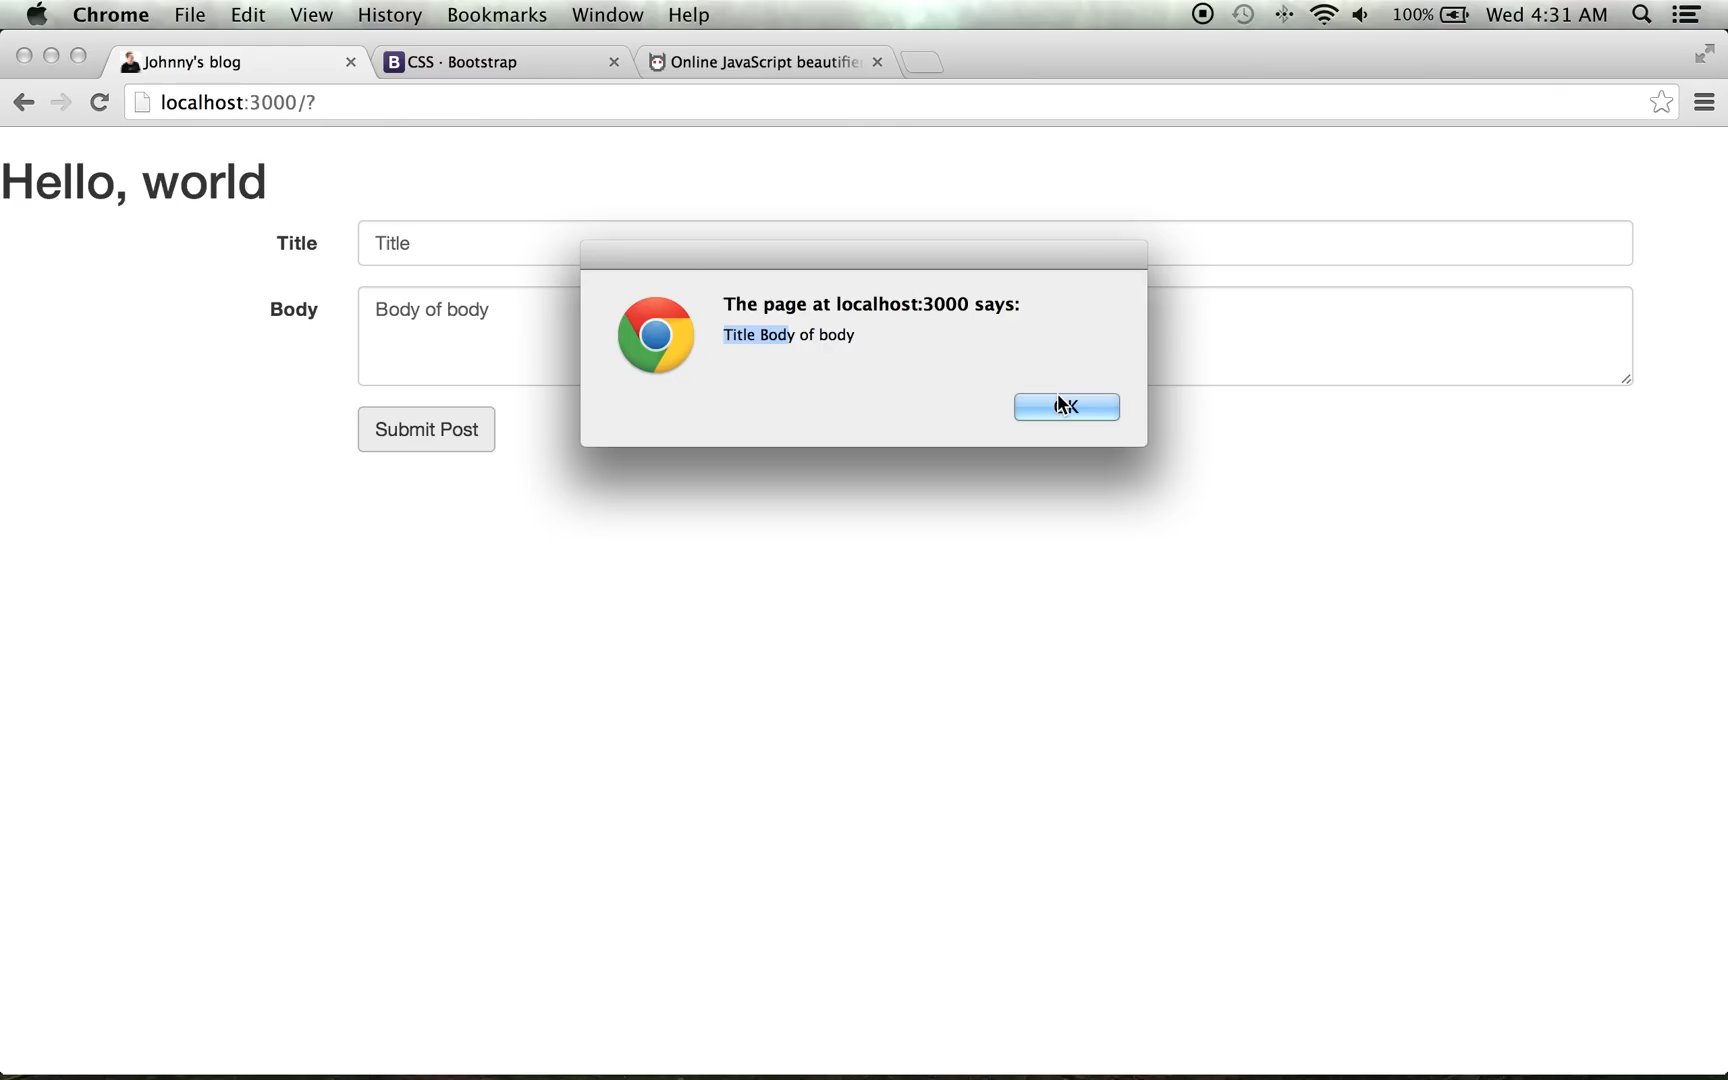 Chrome File Edit View History Bookmarks Window Help 100% Wed 4:31 AM
Johnny's blog CSS · Bootstrap Online JavaScript beautifie
localhost:3000/?
Hello, world
Title Title
Body Body of body
Submit Post
The page at localhost:3000 says:
Title Body of body
OK